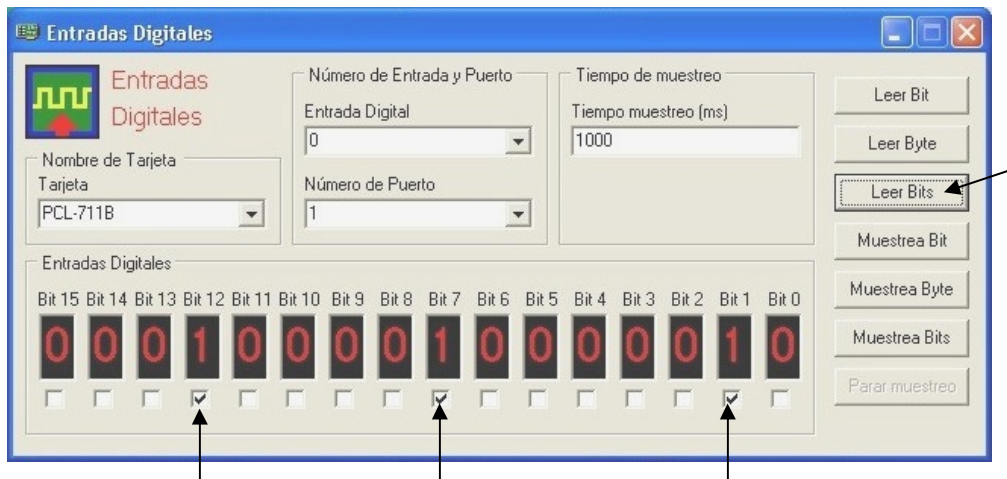 Entradas Digitales
Entradas
Digitales
Nombre de Tarjeta
Tarjeta
PCL-711B
Número de Entrada y Puerto
Entrada Digital
0
Número de Puerto
1
Tiempo de muestreo
Tiempo muestreo (ms)
1000
Leer Bit
Leer Byte
Leer Bits
Muestrea Bit
Muestrea Byte
Muestrea Bits
Parar muestreo
Entradas Digitales
Bit 15 Bit 14 Bit 13 Bit 12 Bit 11 Bit 10 Bit 9 Bit 8 Bit 7 Bit 6 Bit 5 Bit 4 Bit 3 Bit 2 Bit 1 Bit 0
0 0 0 1 0 0 0 0 1 0 0 0 0 0 1 0